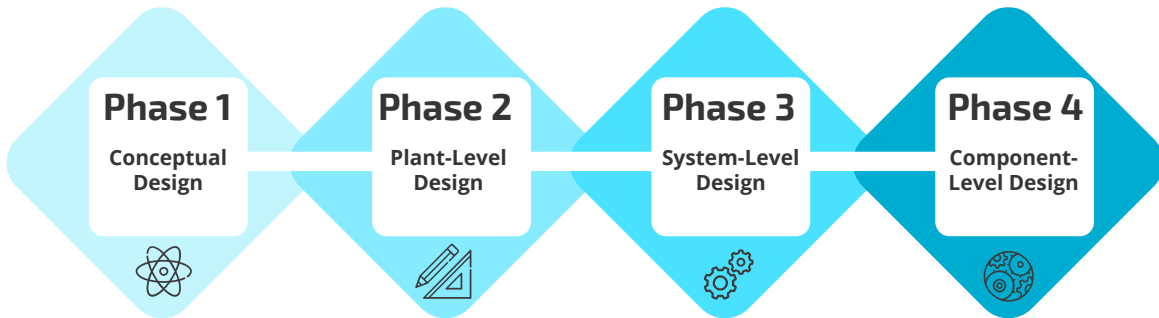 Phase 1
Conceptual
Design
Phase 2
Plant-Level
Design
Phase 3
System-Level
Design
Phase 4
Component-
Level Design